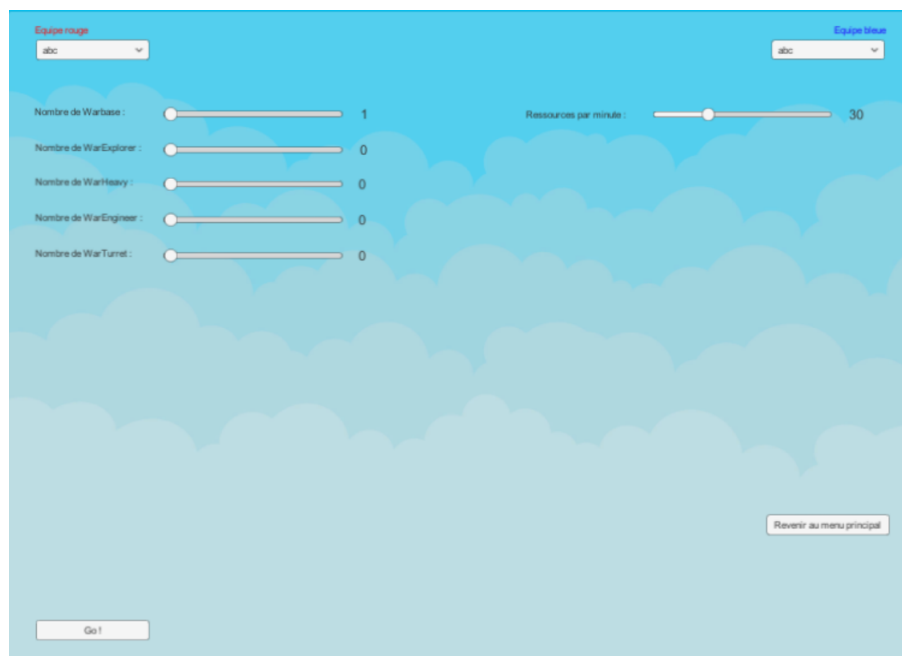 Equipe rouge
Equipe bleue
abc
abc
Nombre de Warbase : 1
Ressources par minute : 30
Nombre de WarExplorer : 0
Nombre de WarHeavy : 0
Nombre de WarEngineer : 0
Nombre de WarTurret : 0
Revenir au menu principal
Go !